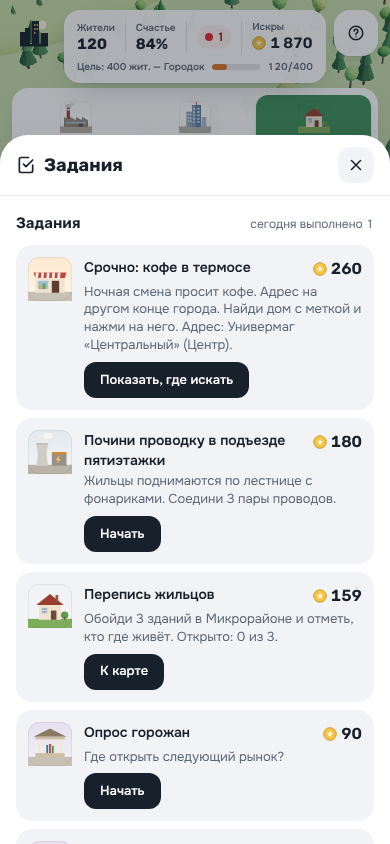 Жители
Счастье
Искры
120
84%
1
1 870
Цель: 400 жит. — Городок
120/400
Задания
Задания
сегодня выполнено 1
Срочно: кофе в термосе
260
Ночная смена просит кофе. Адрес на
другом конце города. Найди дом с меткой и
нажми на него. Адрес: Универмаг
«Центральный» (Центр).
Показать, где искать
Почини проводку в подъезде
пятиэтажки
180
Жильцы поднимаются по лестнице с
фонариками. Соедини 3 пары проводов.
Начать
Перепись жильцов
159
Обойди 3 зданий в Микрорайоне и отметь,
кто где живёт. Открыто: 0 из 3.
К карте
Опрос горожан
90
Где открыть следующий рынок?
Начать